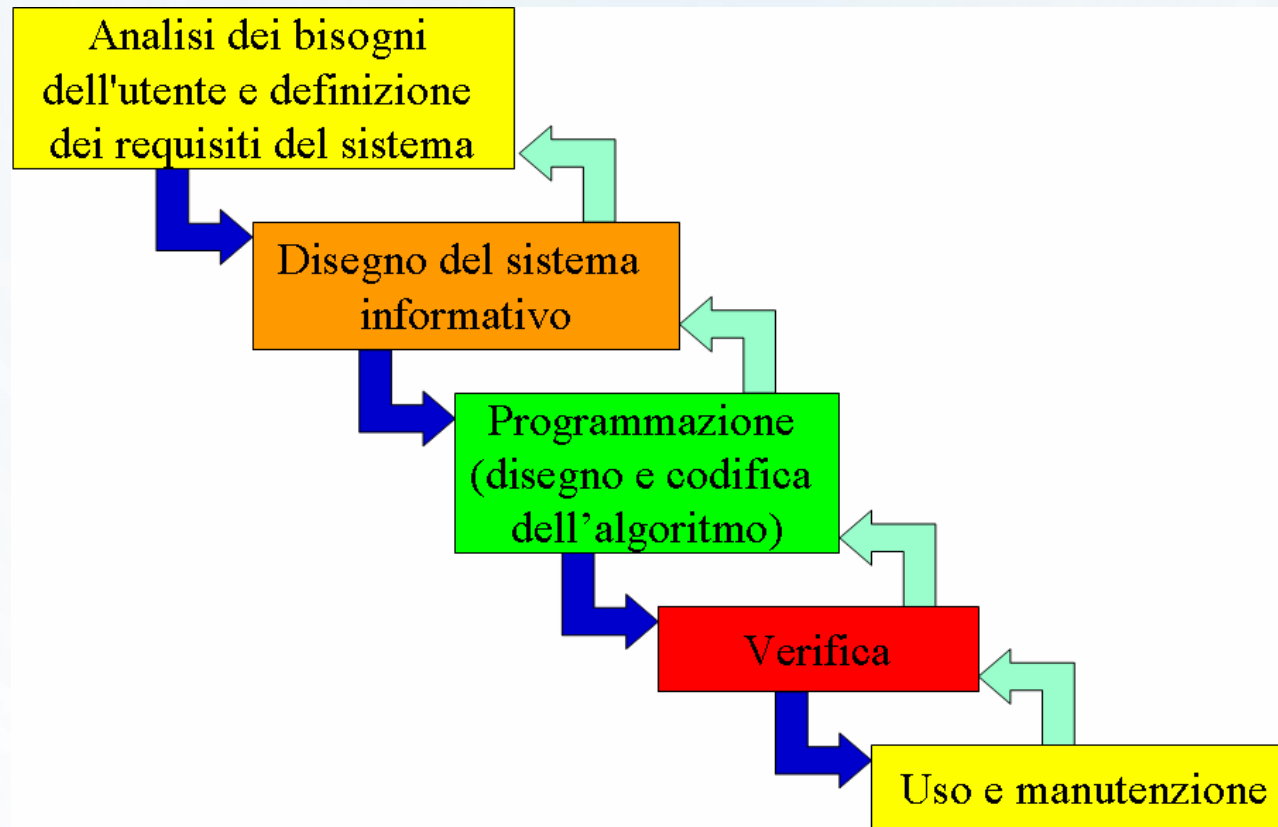 Analisi dei bisogni
dell'utente e definizione
dei requisiti del sistema
Disegno del sistema
informativo
Programmazione
(disegno e codifica
dell’algoritmo)
Verifica
Uso e manutenzione